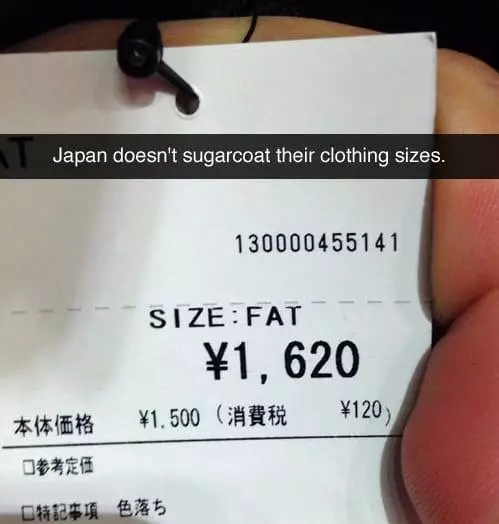 AT
Japan doesn't sugarcoat their clothing sizes.
130000455141
SIZE:FAT
¥1,620
本体価格 ¥1,500 (消費税 ¥120)
□参考定価
□特記事項 色落ち